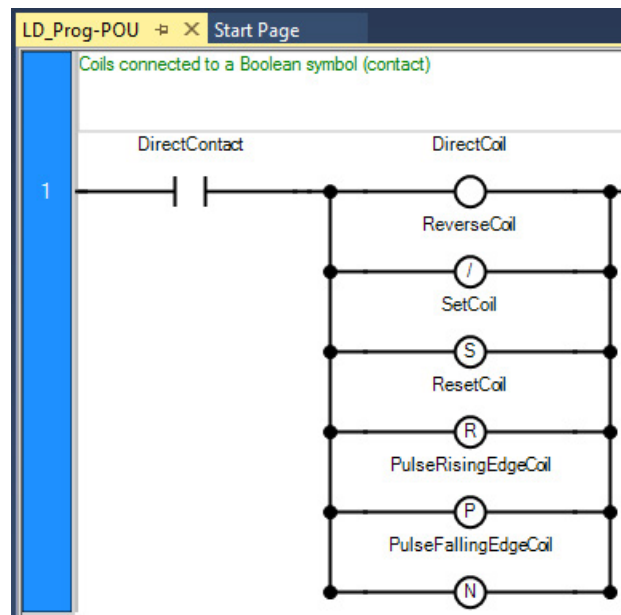 LD_Prog-POU
Start Page
Coils connected to a Boolean symbol (contact)
DirectContact
DirectCoil
1
ReverseCoil
/
SetCoil
S
ResetCoil
R
PulseRisingEdgeCoil
P
PulseFallingEdgeCoil
N